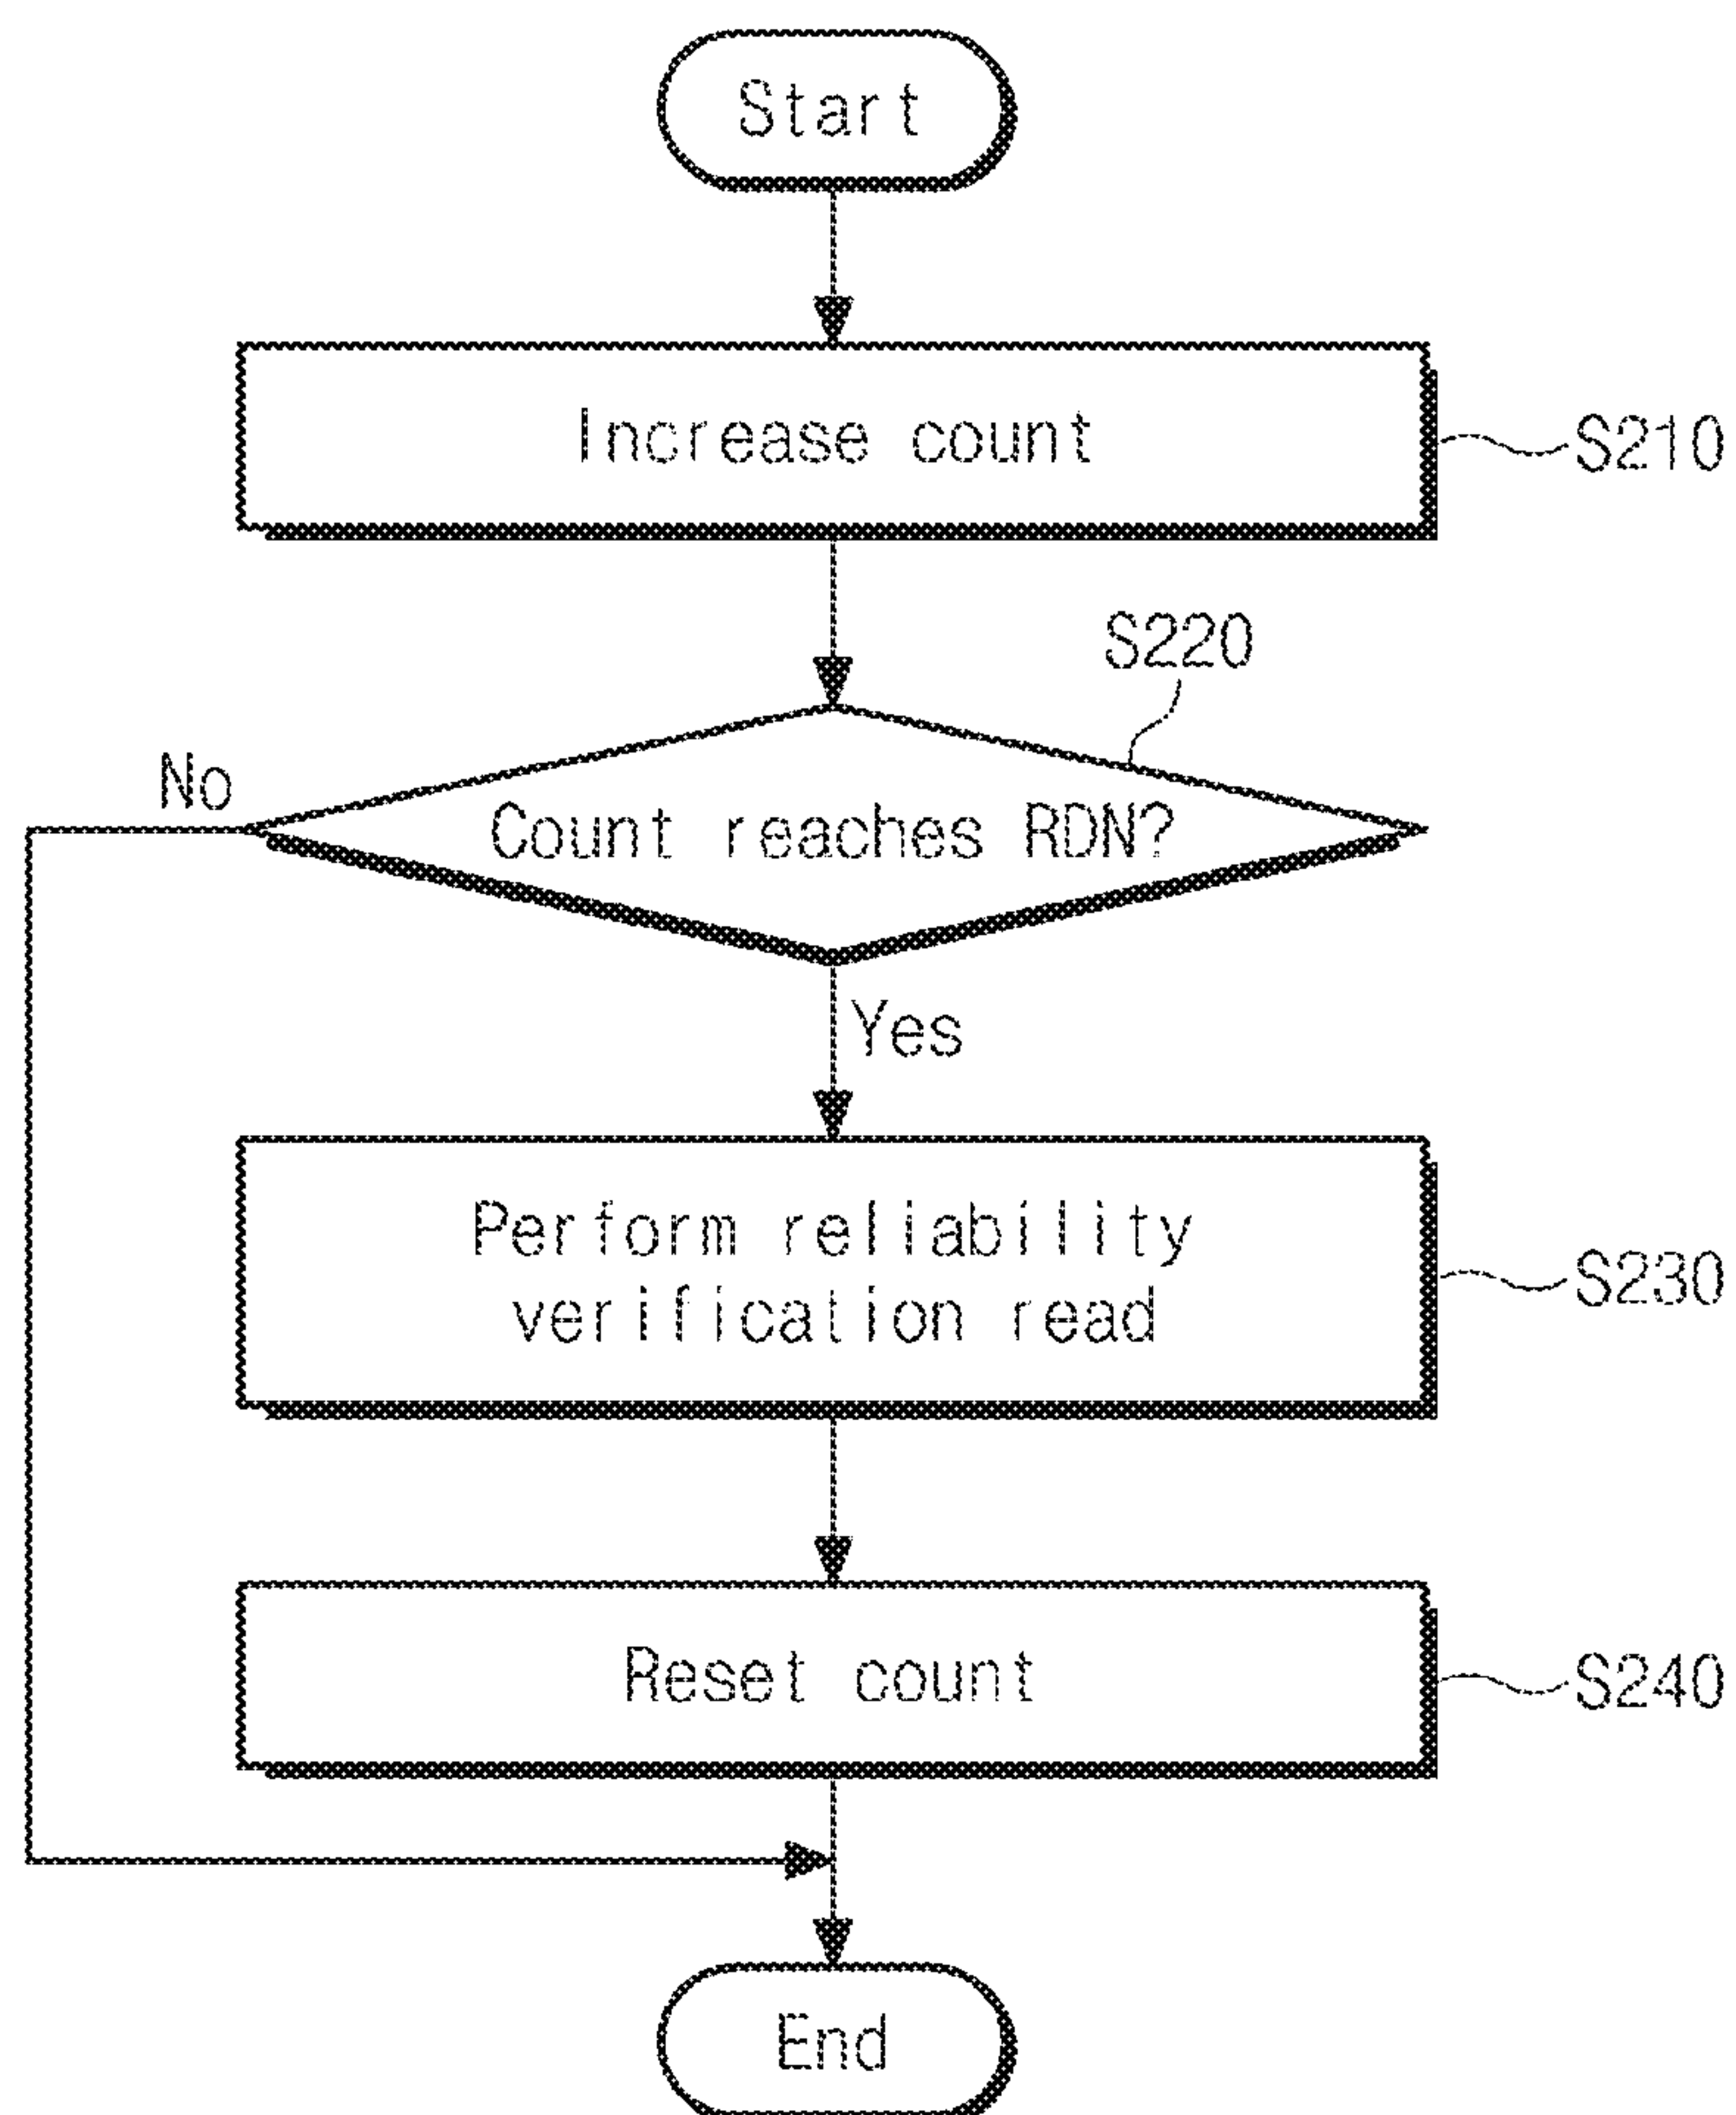 Start
Increase count
S210
S220
No
Count reaches RDN?
Yes
Perform reliability
verification read
S230
Reset count
S240
End